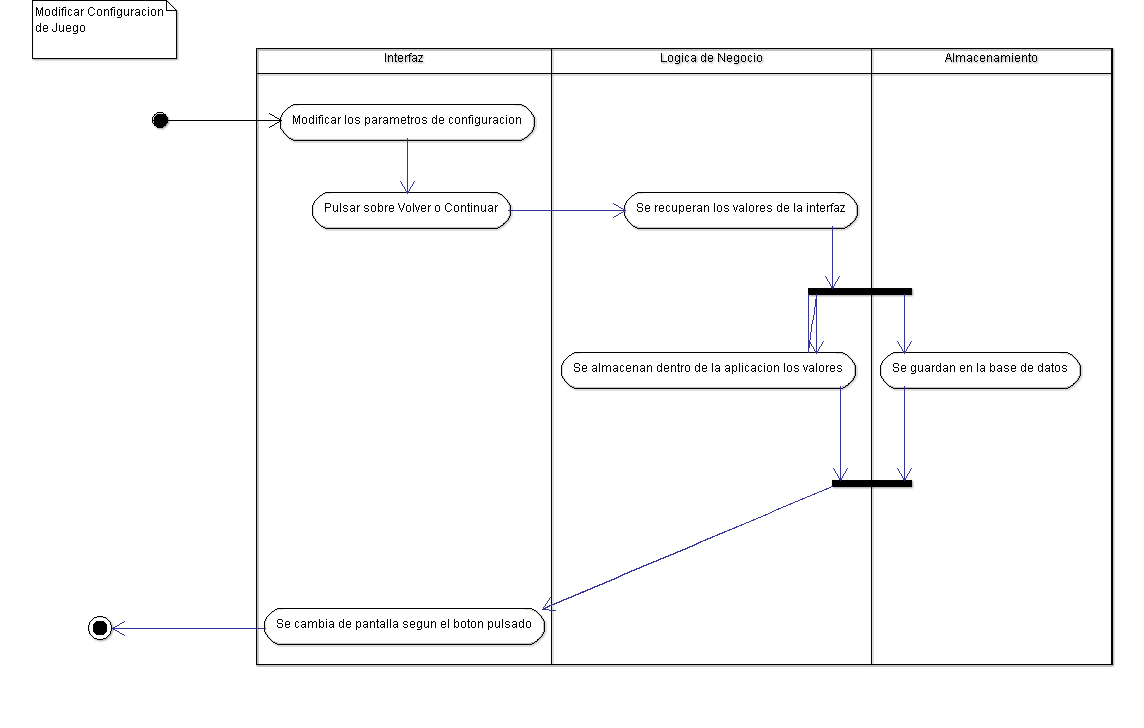 Modificar Configuracion
de Juego
Interfaz
Logica de Negocio
Almacenamiento
Modificar los parametros de configuracion
Pulsar sobre Volver o Continuar
Se recuperan los valores de la interfaz
Se almacenan dentro de la aplicacion los valores
Se guardan en la base de datos
Se cambia de pantalla segun el boton pulsado